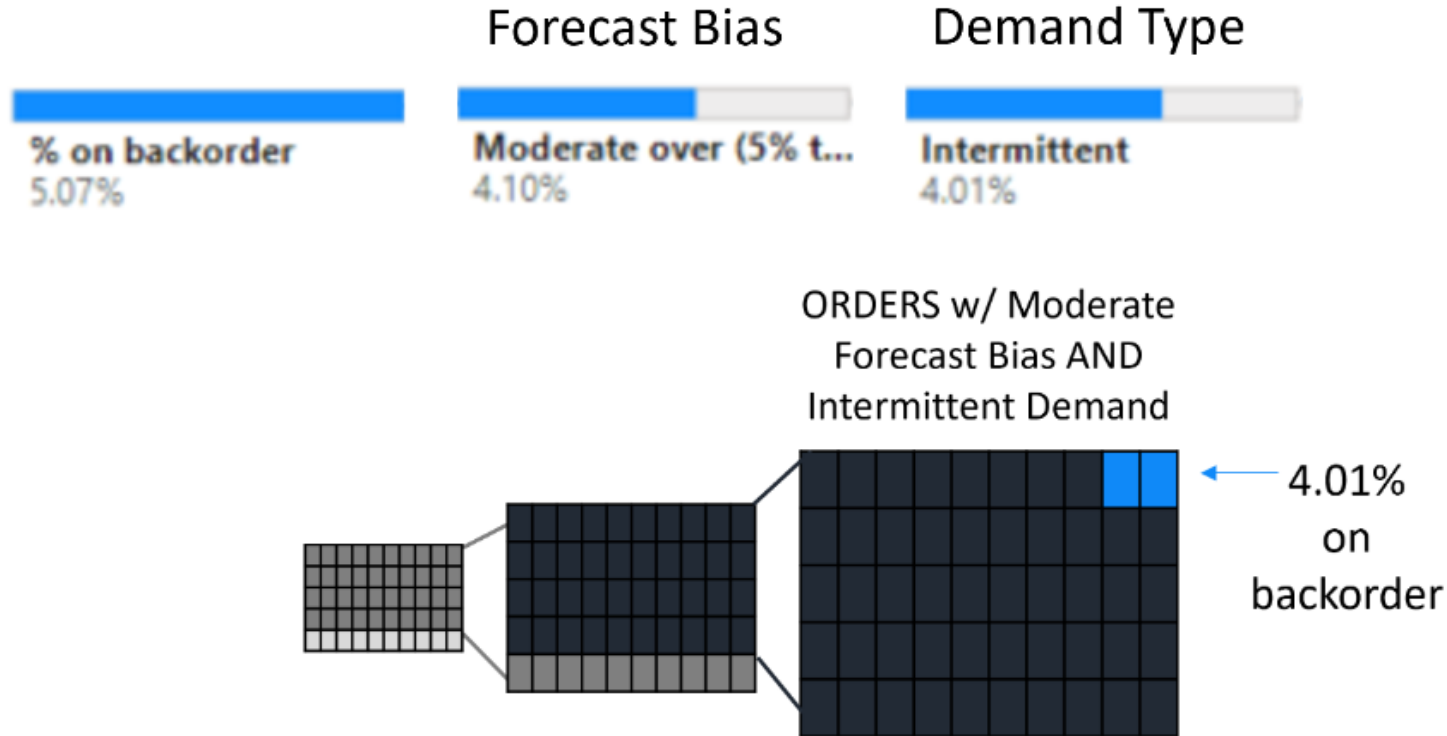 Forecast Bias
Demand Type
% on backorder
5.07%
Moderate over (5% t...
4.10%
Intermittent
4.01%
ORDERS w/ Moderate
Forecast Bias AND
Intermittent Demand
4.01%
on
backorder